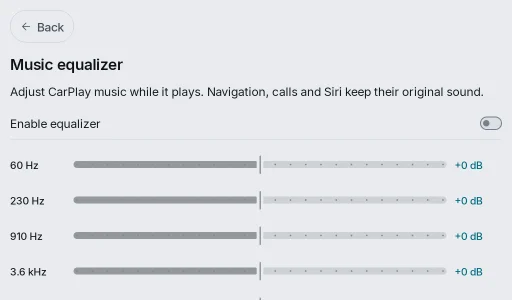 ← Back
Music equalizer
Adjust CarPlay music while it plays. Navigation, calls and Siri keep their original sound.
Enable equalizer
60 Hz +0 dB
230 Hz +0 dB
910 Hz +0 dB
3.6 kHz +0 dB